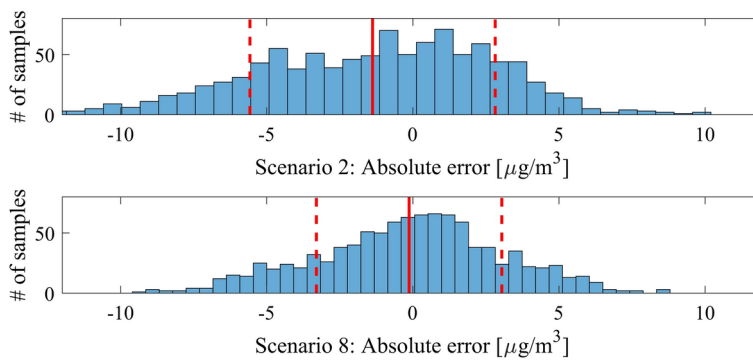 # of samples
50
0
-10 -5 0 5 10
Scenario 2: Absolute error [μg/m³]
# of samples
50
0
-10 -5 0 5 10
Scenario 8: Absolute error [μg/m³]